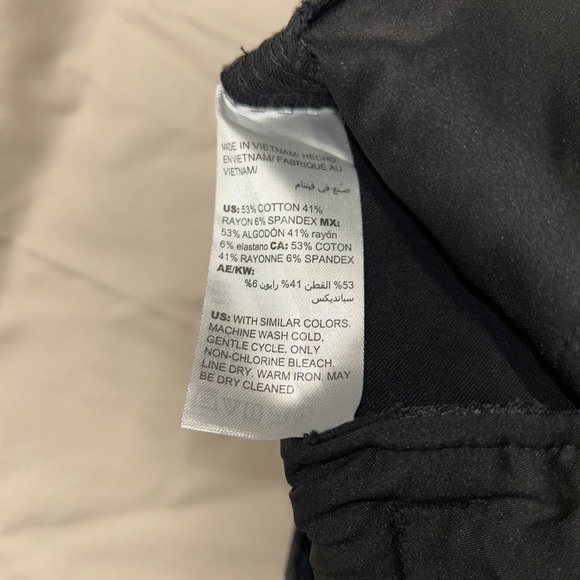 MADE IN VIETNAM/ HECHO
EN VIETNAM/ FABRIQUÉ AU
VIETNAM/
صنع في فيتنام
US: 53% COTTON 41%
RAYON 6% SPANDEX MX:
53% ALGODÓN 41% rayón
6% elastano CA: 53% COTON
41% RAYONNE 6% SPANDEX
AE/KW:
53% القطن 41% رايون 6%
سبانديكس
US: WITH SIMILAR COLORS.
MACHINE WASH COLD,
GENTLE CYCLE. ONLY
NON-CHLORINE BLEACH.
LINE DRY. WARM IRON. MAY
BE DRY CLEANED